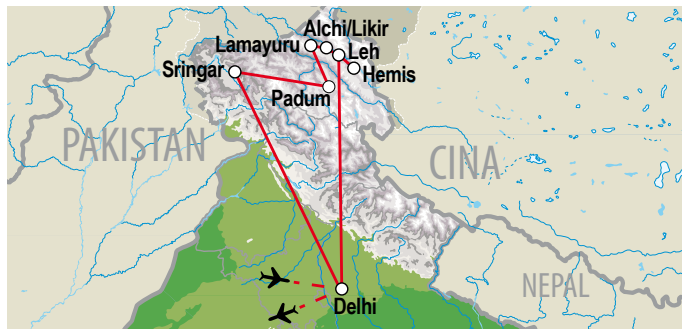 Alchi/Likir
Lamayuru
Leh
Sringar
Hemis
Padum
PAKISTAN
CINA
NEPAL
Delhi